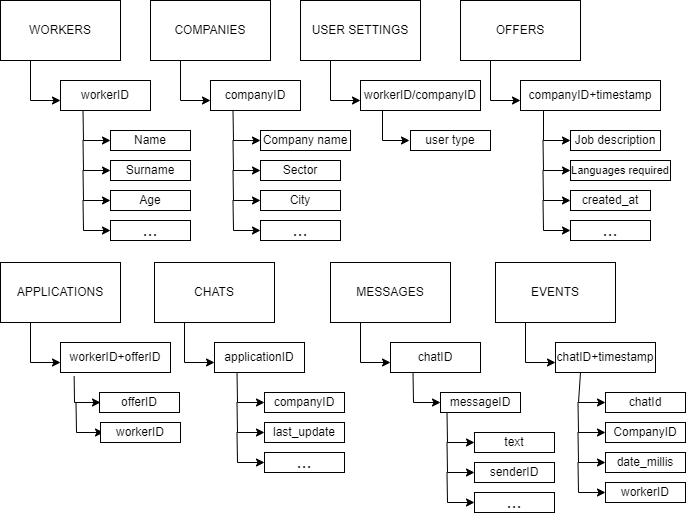 WORKERS
COMPANIES
USER SETTINGS
OFFERS
workerID
companyID
workerID/companyID
companyID+timestamp
Name
Company name
user type
Job description
Surname
Sector
Languages required
Age
City
created_at
...
...
...
APPLICATIONS
CHATS
MESSAGES
EVENTS
workerID+offerID
applicationID
chatID
chatID+timestamp
offerID
companyID
messageID
chatId
workerID
last_update
text
CompanyID
...
senderID
date_millis
...
workerID